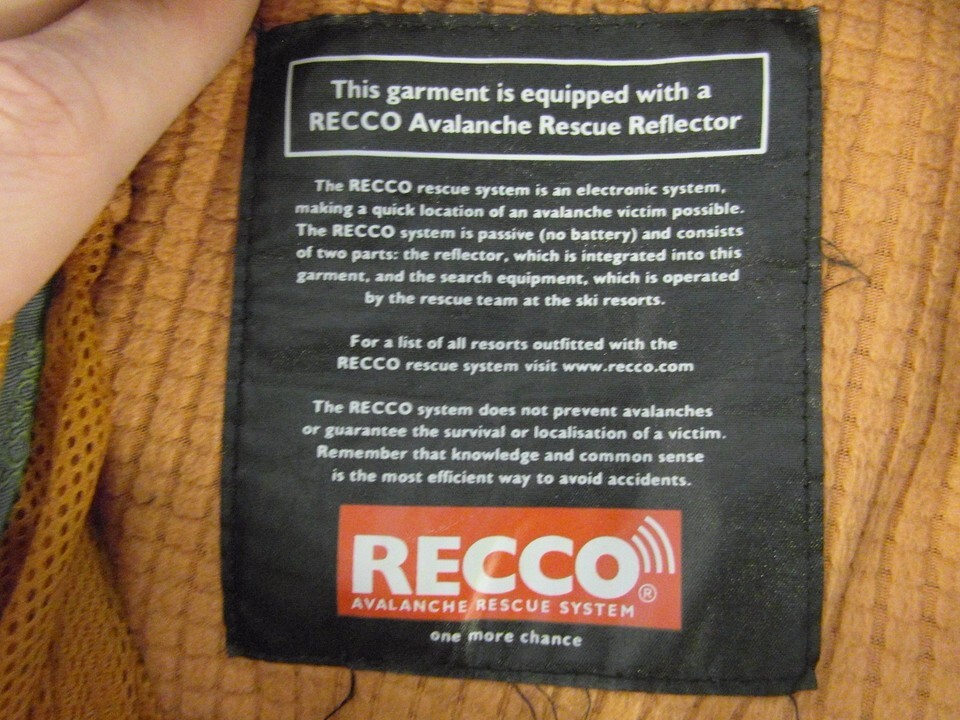 This garment is equipped with a
RECCO Avalanche Rescue Reflector
The RECCO rescue system is an electronic system,
making a quick location of an avalanche victim possible.
The RECCO system is passive (no battery) and consists
of two parts: the reflector, which is integrated into this
garment, and the search equipment, which is operated
by the rescue team at the ski resorts.
For a list of all resorts outfitted with the
RECCO rescue system visit www.recco.com
The RECCO system does not prevent avalanches
or guarantee the survival or localisation of a victim.
Remember that knowledge and common sense
is the most efficient way to avoid accidents.
RECCO®
AVALANCHE RESCUE SYSTEM
one more chance